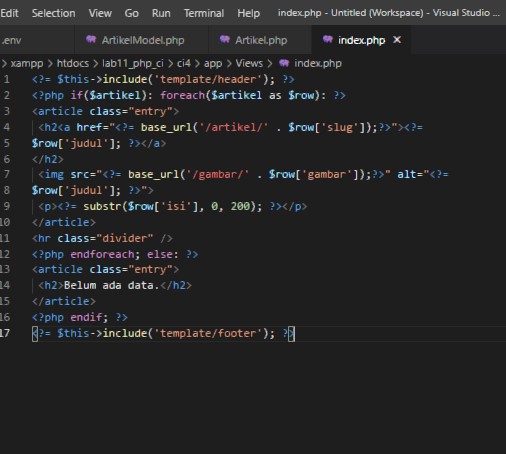 Edit Selection View Go Run Terminal Help index.php - Untitled (Workspace) - Visual Studio ...
.env ArtikelModel.php Artikel.php index.php
> xampp > htdocs > lab11_php_ci > ci4 > app > Views > index.php
1 <?= $this->include('template/header'); ?>
2 <?php if($artikel): foreach($artikel as $row): ?>
3 <article class="entry">
4 <h2<a href="<?= base_url('/artikel/' . $row['slug']);?>"><?=
5 $row['judul']; ?></a>
6 </h2>
7 <img src="<?= base_url('/gambar/' . $row['gambar']);?>" alt="<?=
8 $row['judul']; ?>">
9 <p><?= substr($row['isi'], 0, 200); ?></p>
10 </article>
11 <hr class="divider" />
12 <?php endforeach; else: ?>
13 <article class="entry">
14 <h2>Belum ada data.</h2>
15 </article>
16 <?php endif; ?>
17 <?= $this->include('template/footer'); ?>